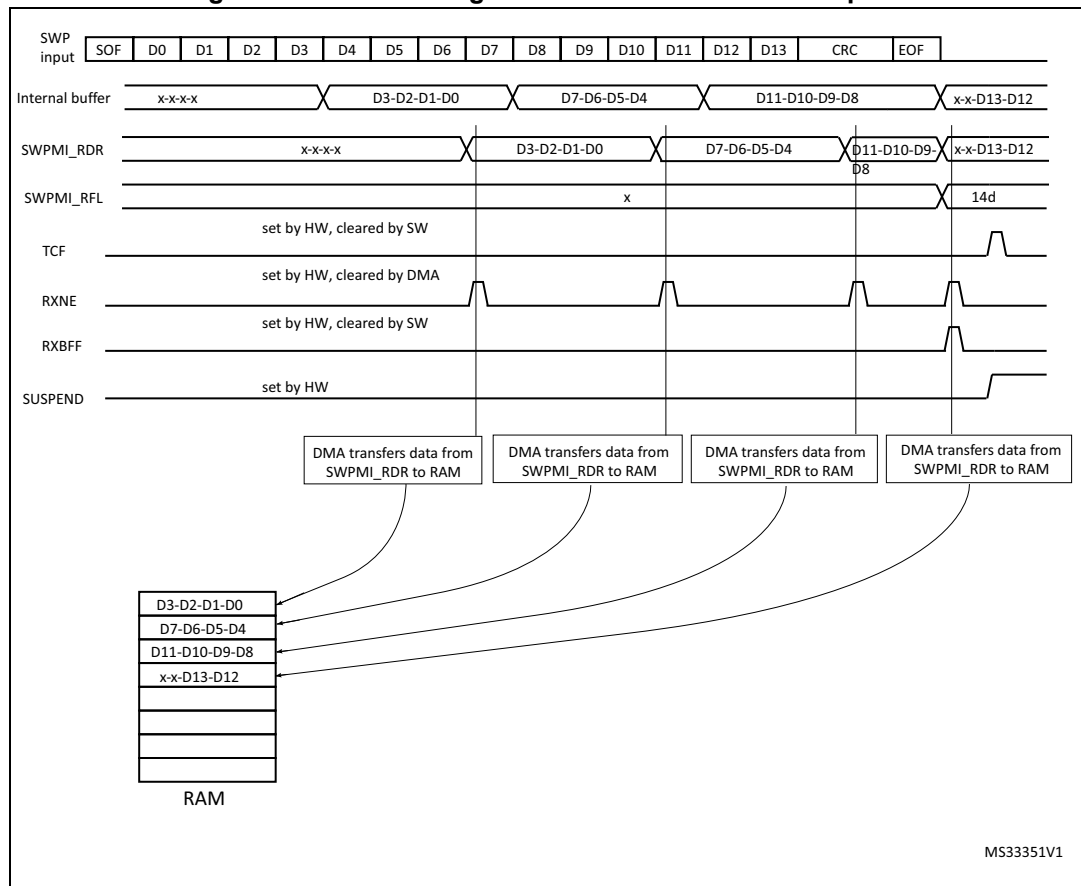 SWP
input SOF D0 D1 D2 D3 D4 D5 D6 D7 D8 D9 D10 D11 D12 D13 CRC EOF
Internal buffer x-x-x-x D3-D2-D1-D0 D7-D6-D5-D4 D11-D10-D9-D8 x-x-D13-D12
SWPMI_RDR x-x-x-x D3-D2-D1-D0 D7-D6-D5-D4 D11-D10-D9- x-x-D13-D12
D8
SWPMI_RFL x 14d
set by HW, cleared by SW
TCF
set by HW, cleared by DMA
RXNE
set by HW, cleared by SW
RXBFF
set by HW
SUSPEND
DMA transfers data from
SWPMI_RDR to RAM
DMA transfers data from
SWPMI_RDR to RAM
DMA transfers data from
SWPMI_RDR to RAM
DMA transfers data from
SWPMI_RDR to RAM
D3-D2-D1-D0
D7-D6-D5-D4
D11-D10-D9-D8
x-x-D13-D12
RAM
MS33351V1